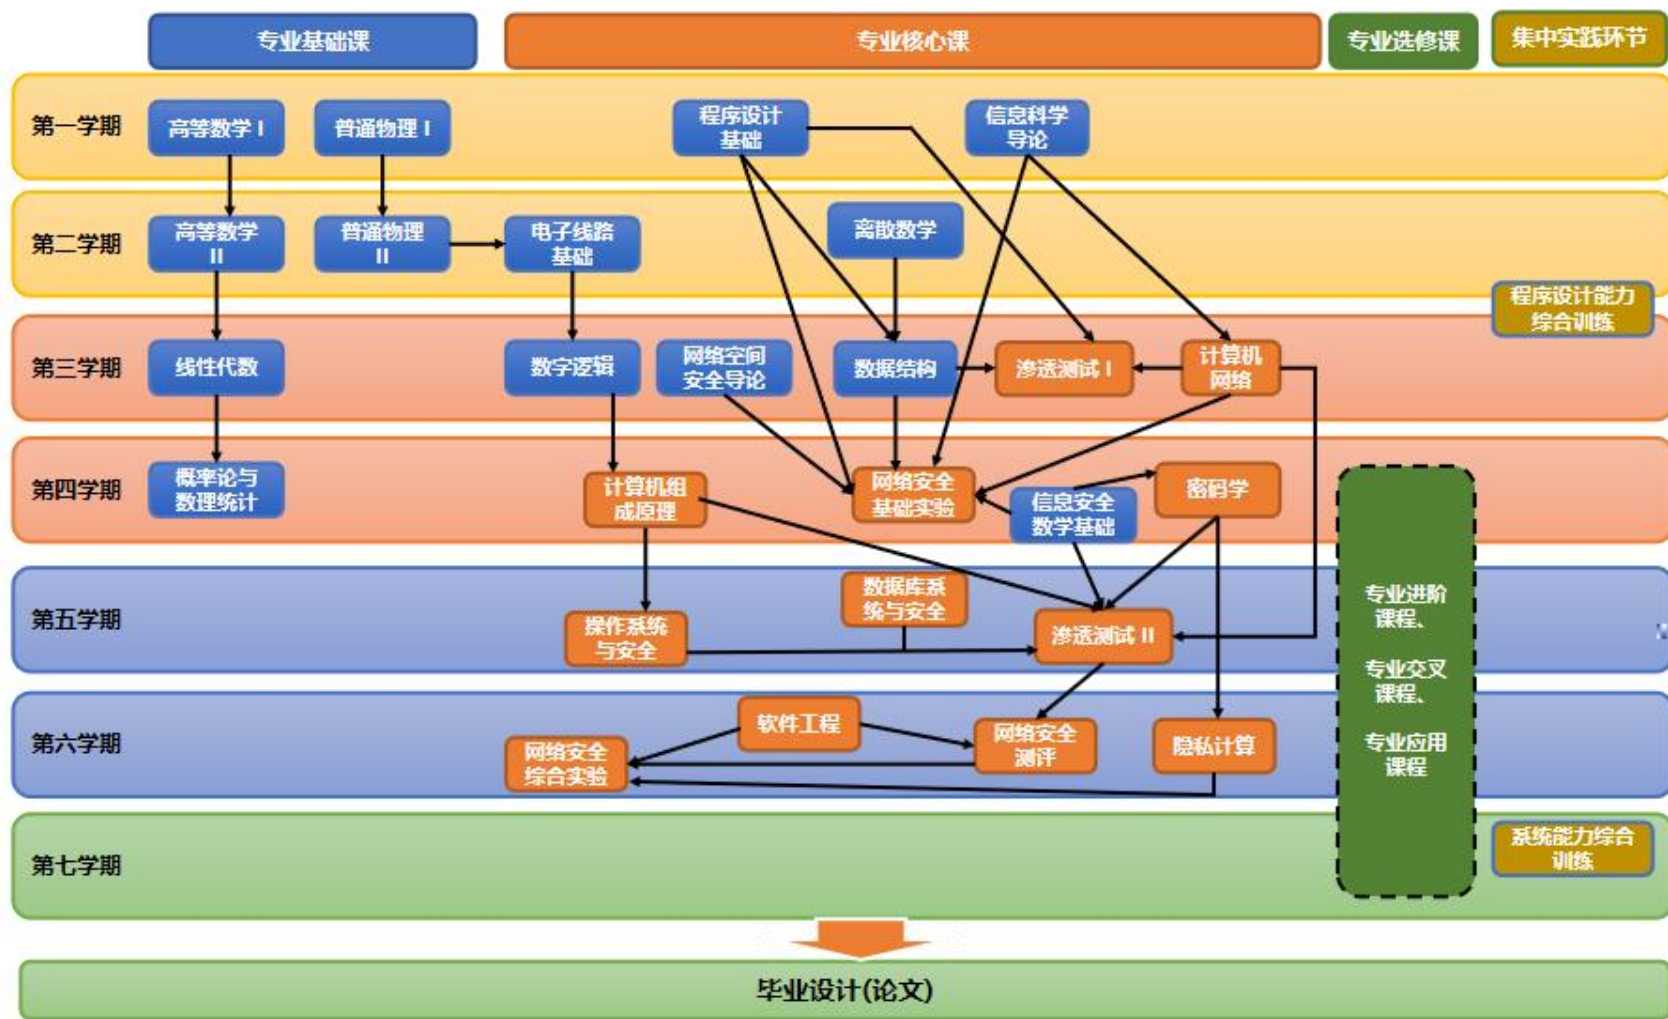 专业基础课
专业核心课
专业选修课
集中实践环节
第一学期
高等数学 I
普通物理 I
程序设计
基础
信息科学
导论
第二学期
高等数学
II
普通物理
II
电子线路
基础
离散数学
程序设计能力
综合训练
第三学期
线性代数
数字逻辑
网络空间
安全导论
数据结构
渗透测试 I
计算机
网络
第四学期
概率论与
数理统计
计算机组
成原理
网络安全
基础实验
信息安全
数学基础
密码学
第五学期
操作系统
与安全
数据库系
统与安全
渗透测试 II
专业进阶
课程、
专业交叉
课程、
专业应用
课程
第六学期
网络安全
综合实验
软件工程
网络安全
测评
隐私计算
第七学期
系统能力综合
训练
毕业设计(论文)